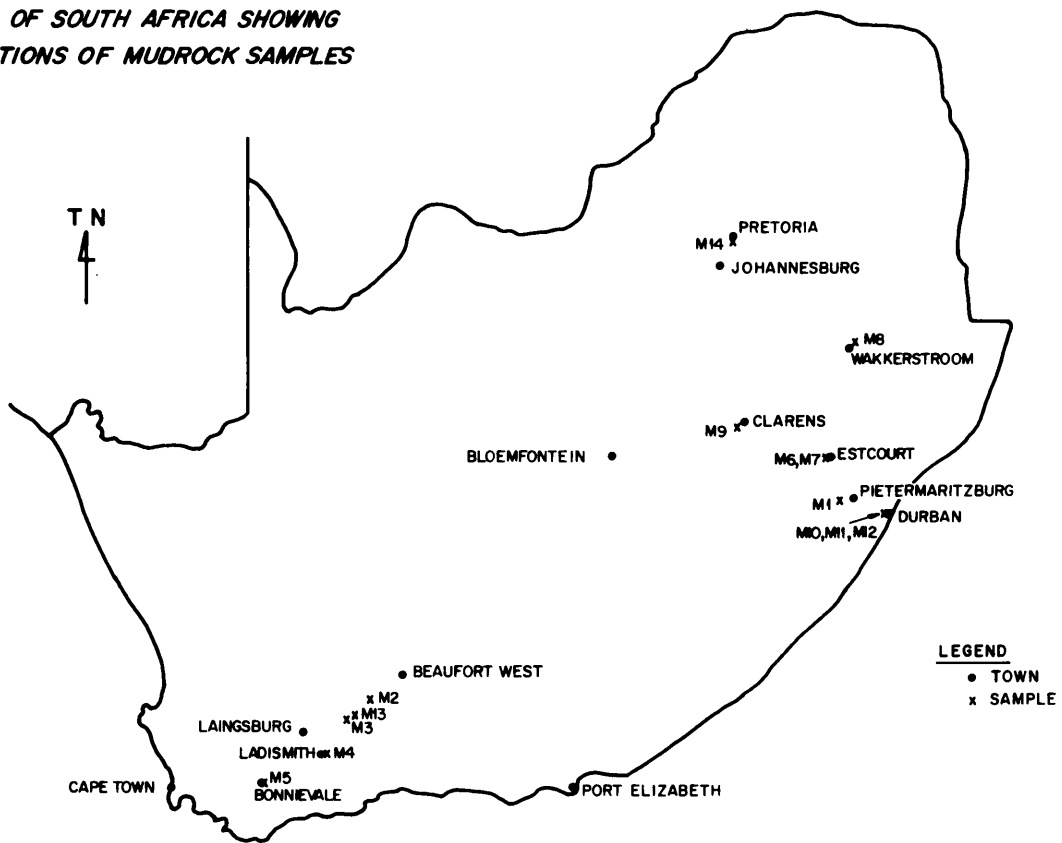 OF SOUTH AFRICA SHOWING
TIONS OF MUDROCK SAMPLES
TN
PRETORIA
M14
JOHANNESBURG
M8
WAKKERSTROOM
CLARENS
M9
BLOEMFONTEIN
M6,M7
ESTCOURT
PIETERMARITZBURG
M1
DURBAN
M10,M11,M12
LEGEND
TOWN
SAMPLE
BEAUFORT WEST
M2
M13
M3
LAINGSBURG
LADISMITH
M4
M5
BONNIEVALE
CAPE TOWN
PORT ELIZABETH